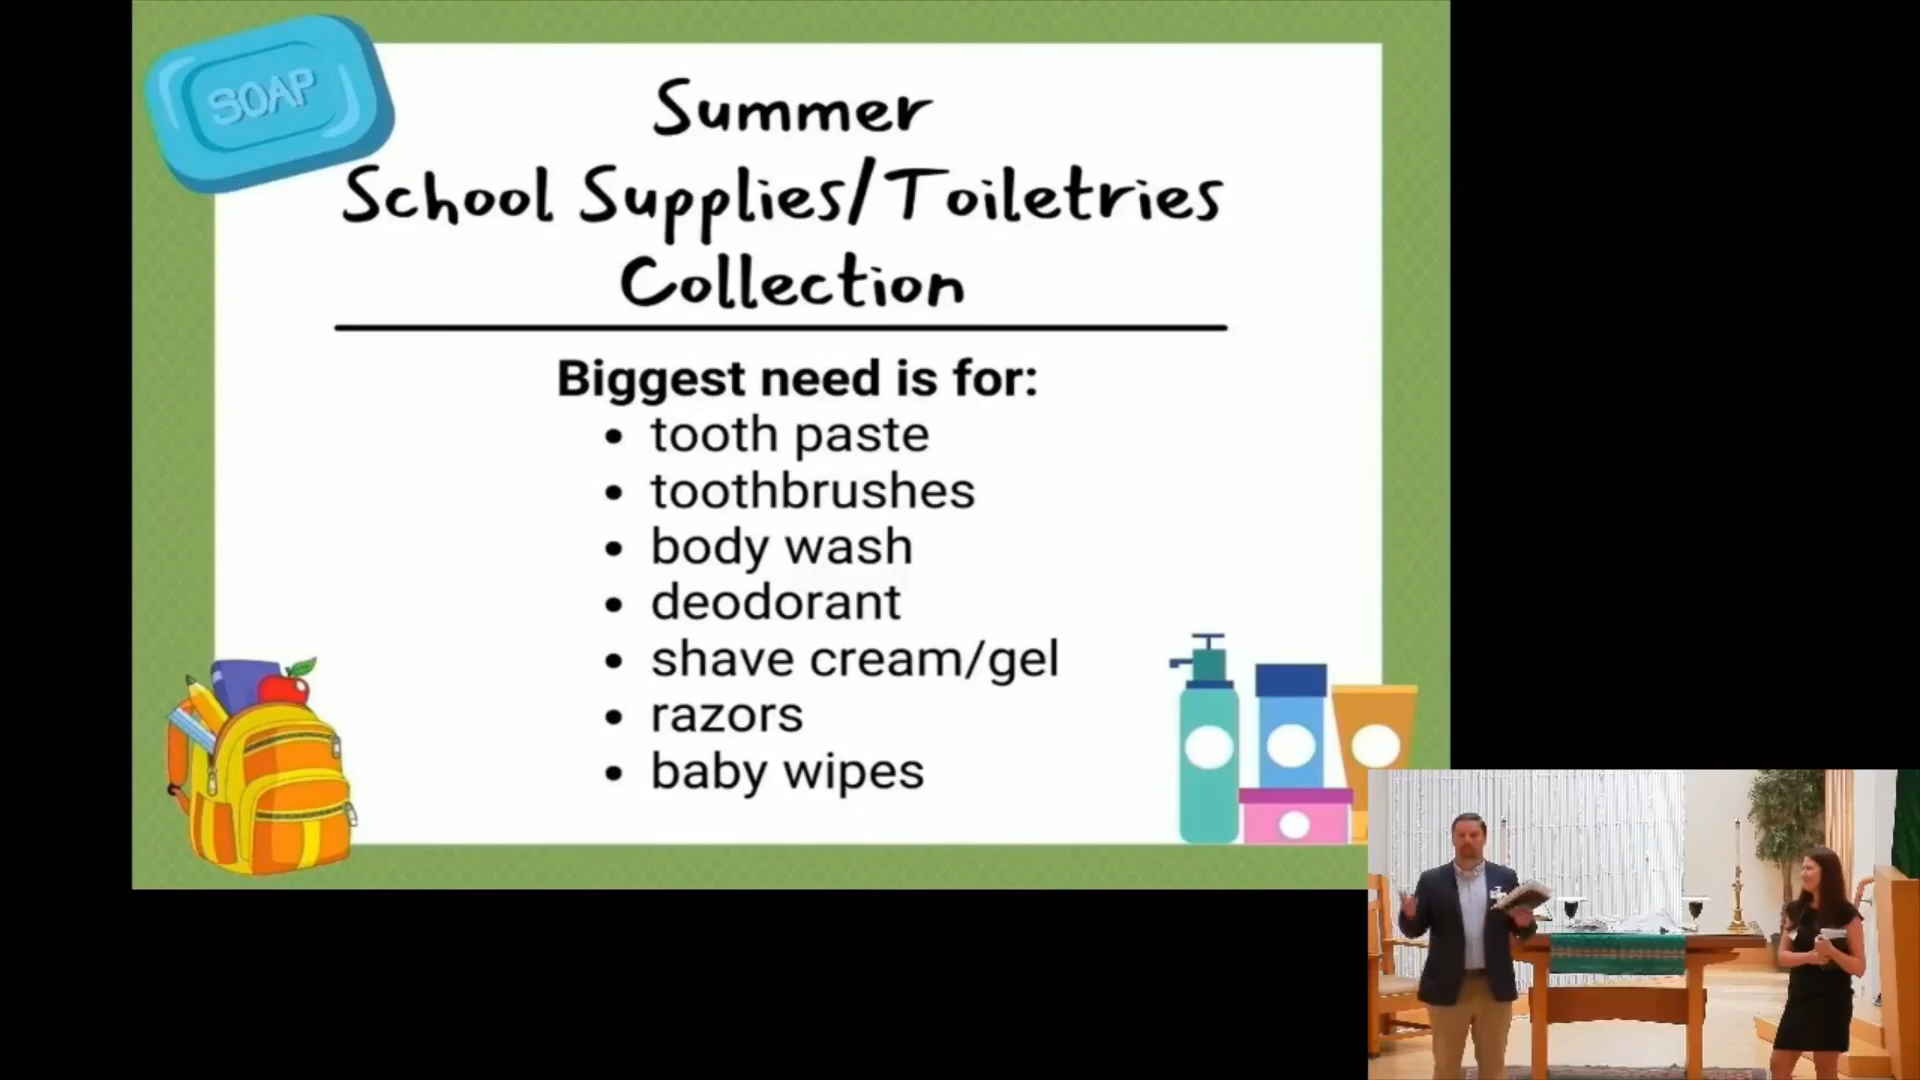 SOAP
Summer
School Supplies/Toiletries
Collection
Biggest need is for:
• tooth paste
• toothbrushes
• body wash
• deodorant
• shave cream/gel
• razors
• baby wipes